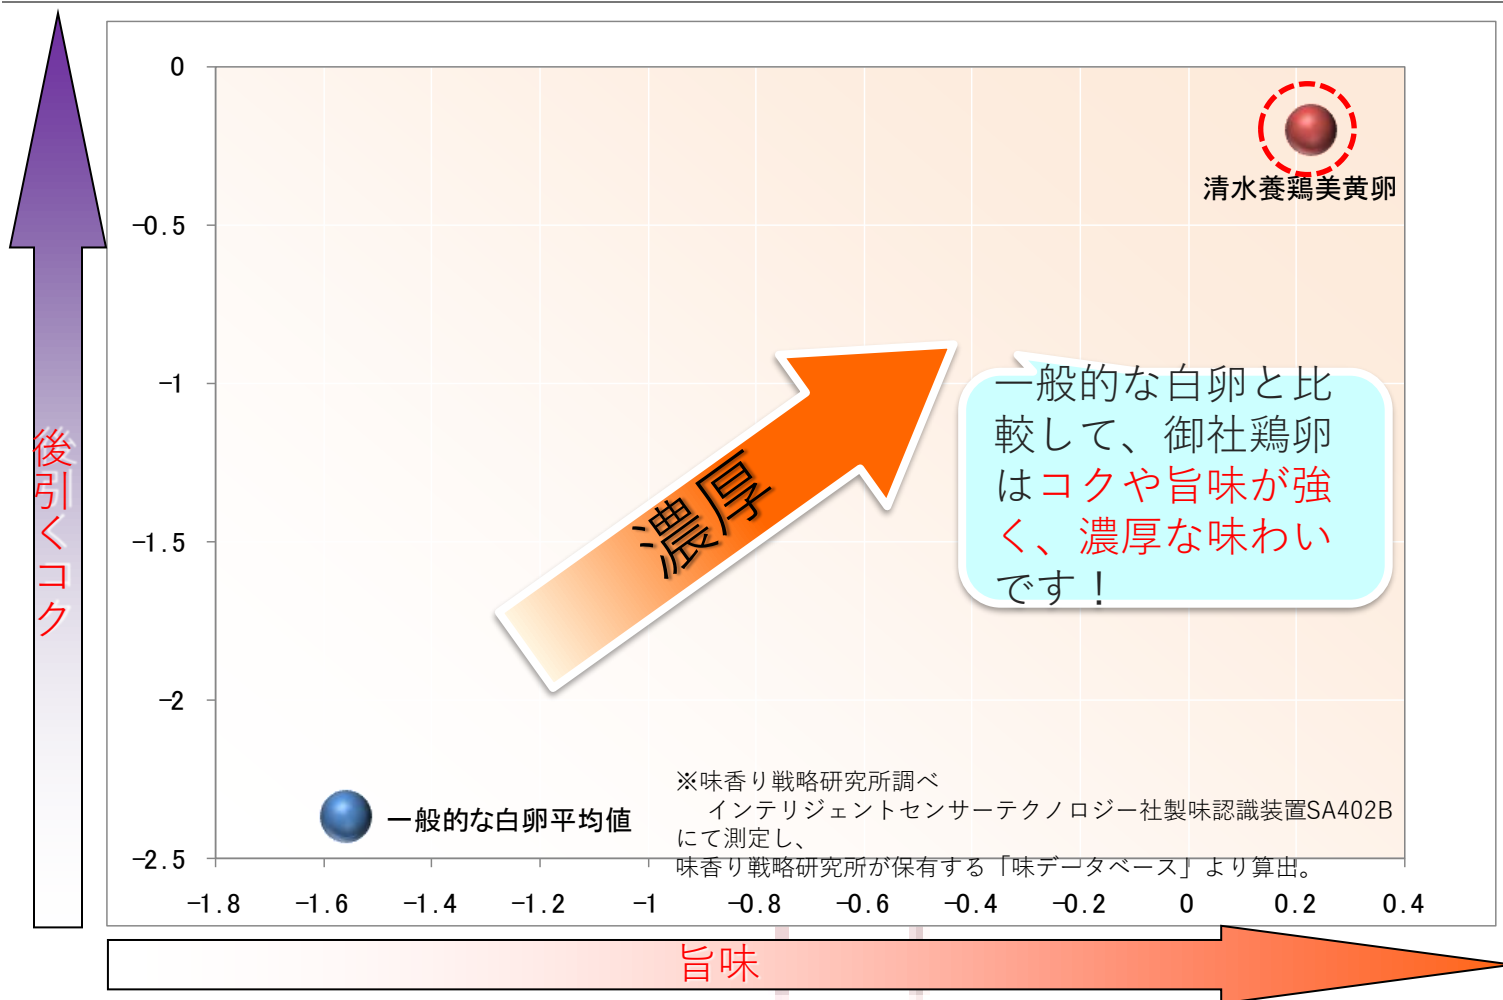 0
-0.5
-1
-1.5
-2
-2.5
後引くコク
清水養鶏美黄卵
濃厚
一般的な白卵と比
較して、御社鶏卵
はコクや旨味が強
く、濃厚な味わい
です！
一般的な白卵平均値
※味香り戦略研究所調べ
インテリジェントセンサーテクノロジー社製味認識装置SA402B
にて測定し、
味香り戦略研究所が保有する「味データベース」より算出。
-1.8 -1.6 -1.4 -1.2 -1 -0.8 -0.6 -0.4 -0.2 0 0.2 0.4
旨味